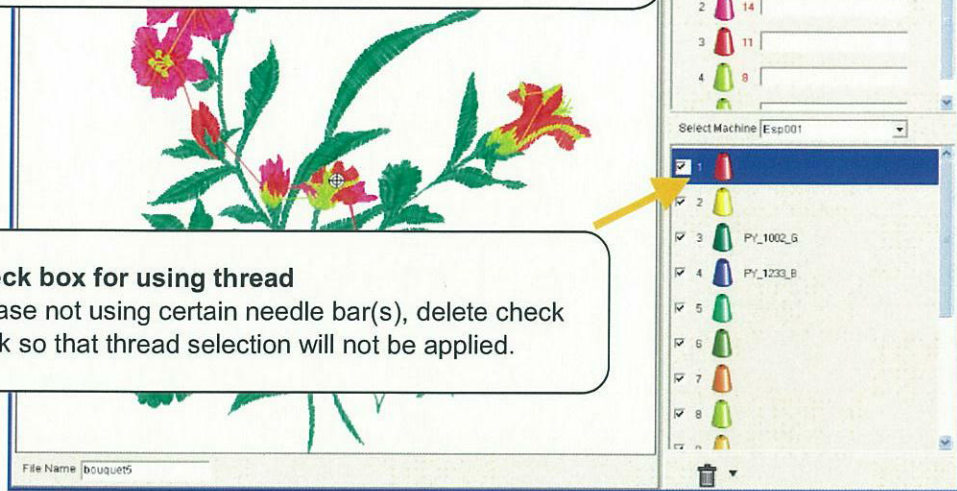 2 14
3 11
4 8
Select Machine Esp001
1
2
3 PY_1002_G
4 PY_1233_B
5
6
7
8
eck box for using thread
ase not using certain needle bar(s), delete check
k so that thread selection will not be applied.
File Name bouquet5